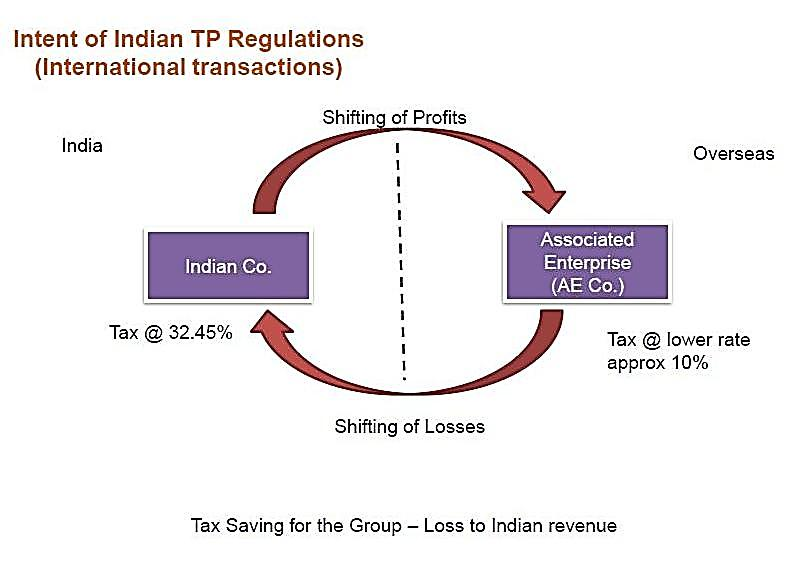 Intent of Indian TP Regulations
(International transactions)
Shifting of Profits
India
Overseas
Indian Co.
Associated
Enterprise
(AE Co.)
Tax @ 32.45%
Tax @ lower rate
approx 10%
Shifting of Losses
Tax Saving for the Group – Loss to Indian revenue